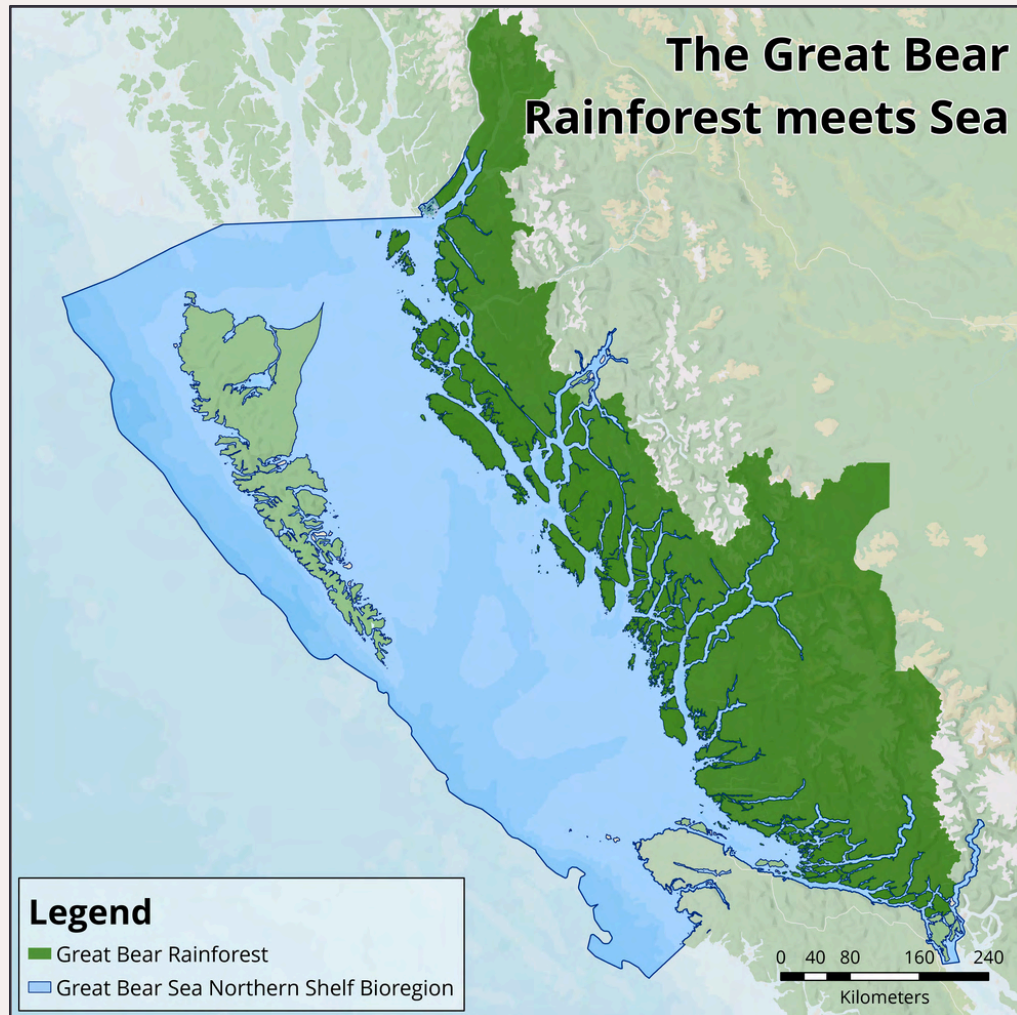 The Great Bear
Rainforest meets Sea
Legend
Great Bear Rainforest
Great Bear Sea Northern Shelf Bioregion
0 40 80 160 240
Kilometers